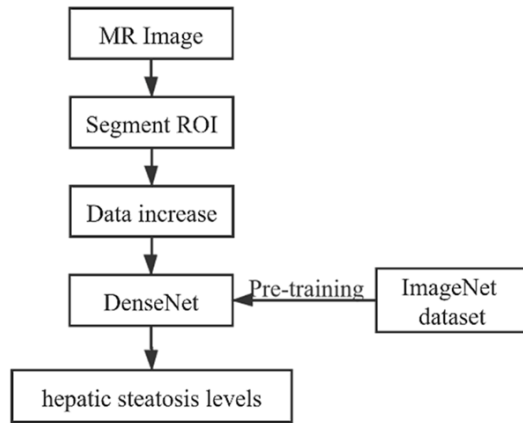 MR Image
Segment ROI
Data increase
DenseNet
Pre-training
ImageNet
dataset
hepatic steatosis levels